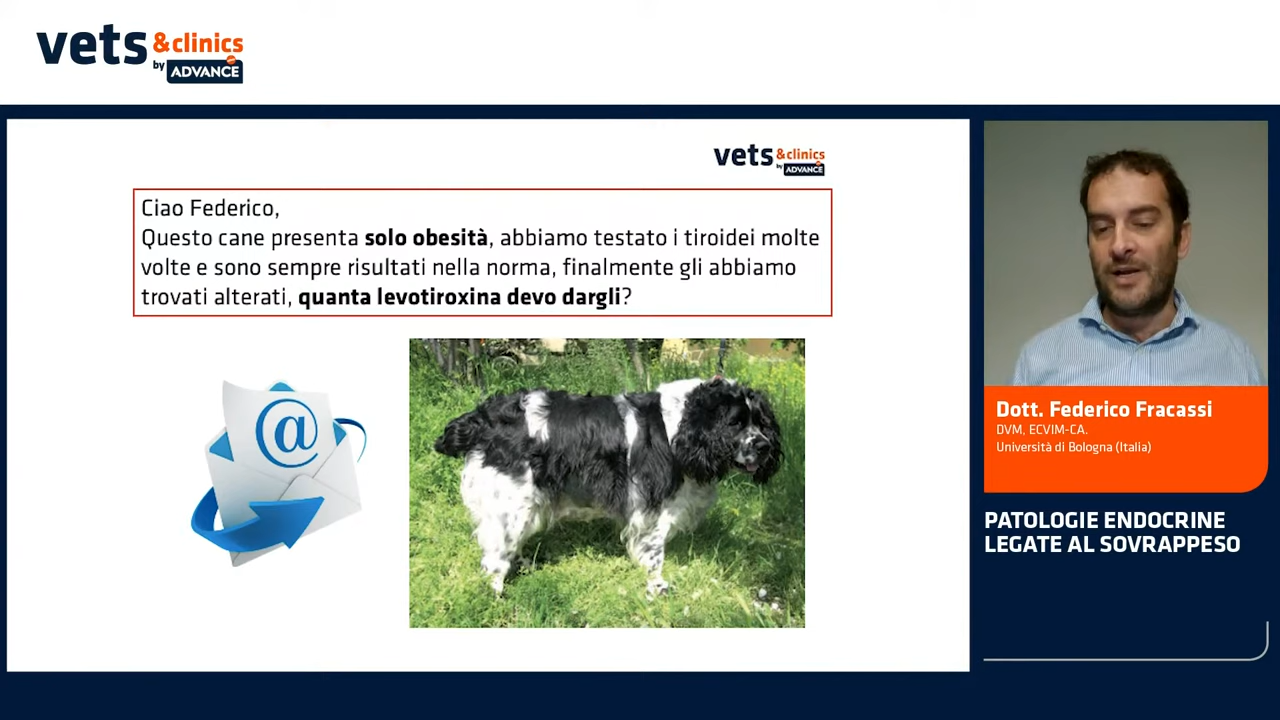 vets &clinics
by ADVANCE
vets &clinics
by ADVANCE
Ciao Federico,
Questo cane presenta solo obesità, abbiamo testato i tiroidei molte
volte e sono sempre risultati nella norma, finalmente gli abbiamo
trovati alterati, quanta levotiroxina devo dargli?
@
Dott. Federico Fracassi
DVM, ECVIM-CA.
Università di Bologna (Italia)
PATOLOGIE ENDOCRINE
LEGATE AL SOVRAPPESO